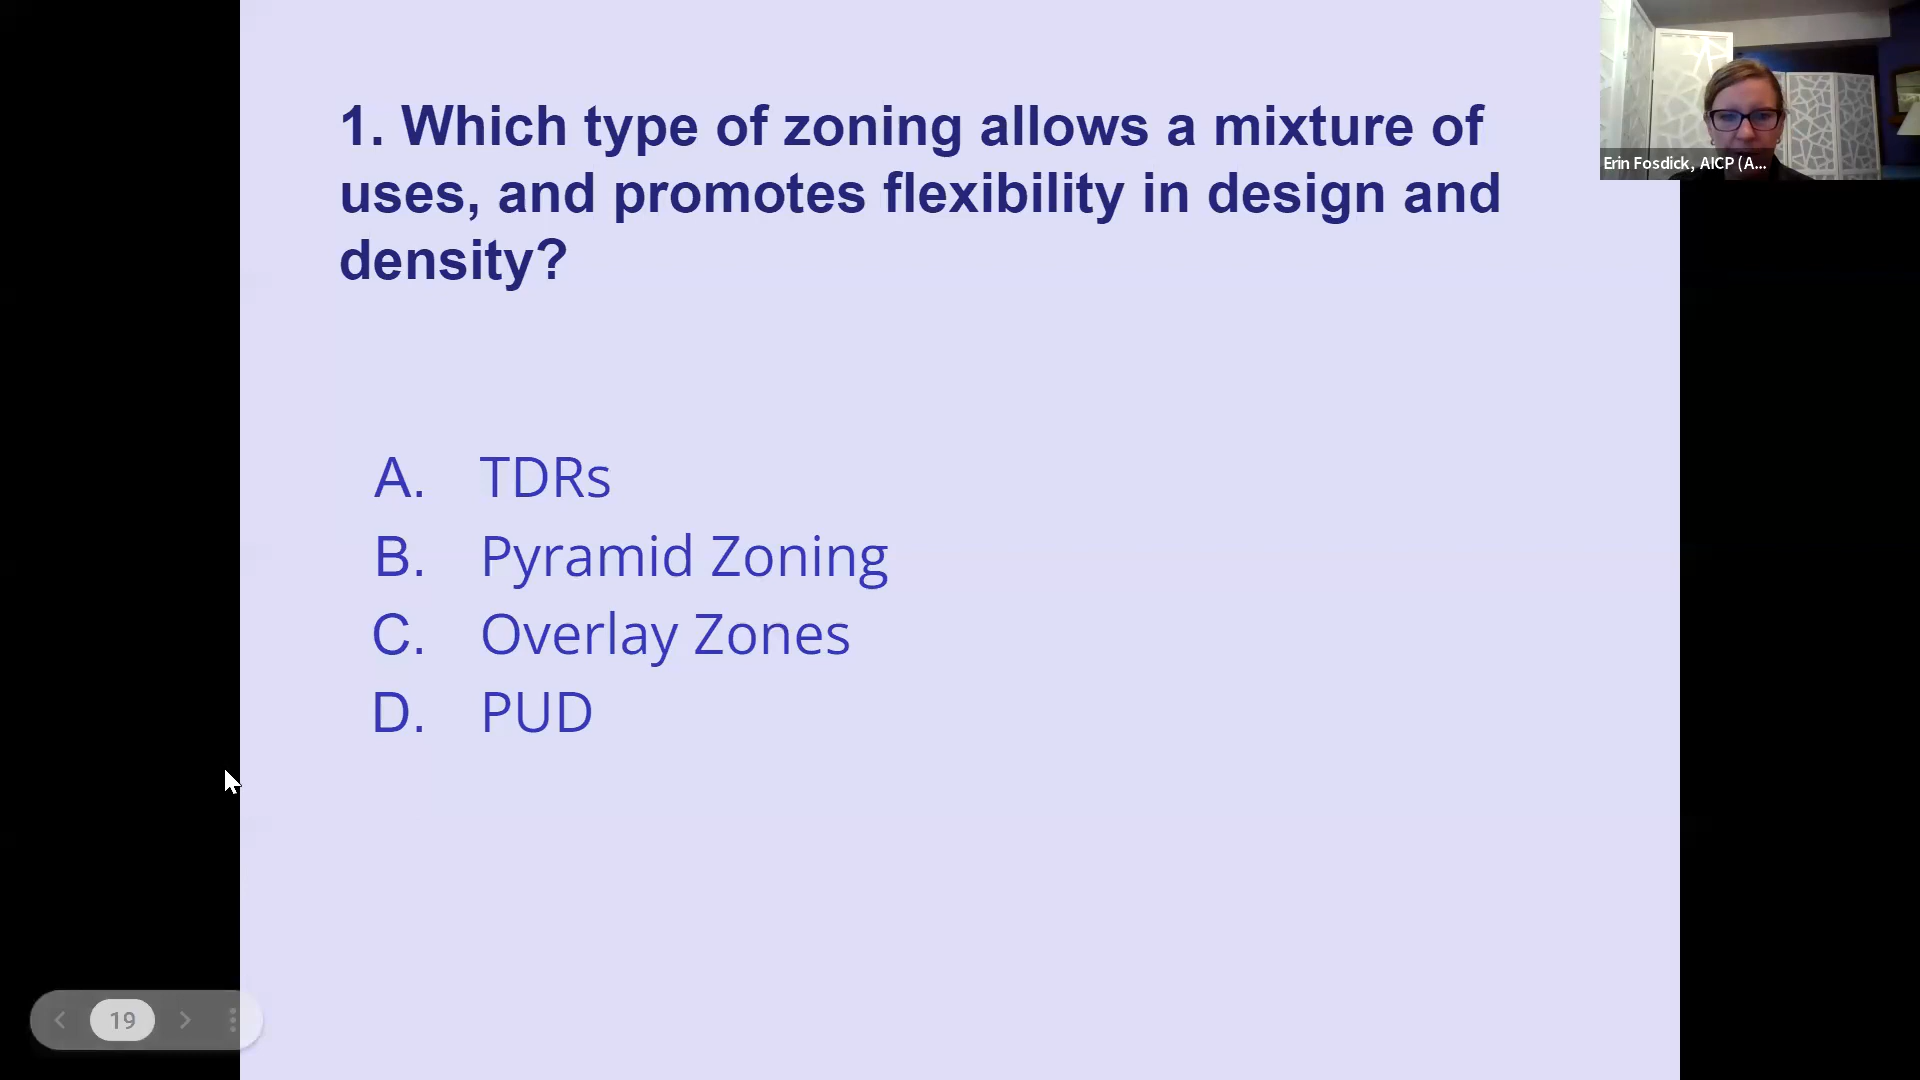 1. Which type of zoning allows a mixture of
uses, and promotes flexibility in design and
density?
Erin Fosdick, AICP (A...
A. TDRs
B. Pyramid Zoning
C. Overlay Zones
D. PUD
19